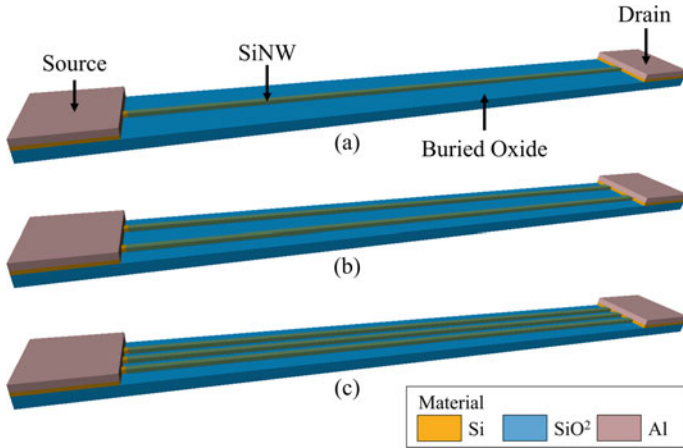 Drain
Source
SiNW
(a)
Buried Oxide
(b)
(c)
Material
Si
SiO²
Al